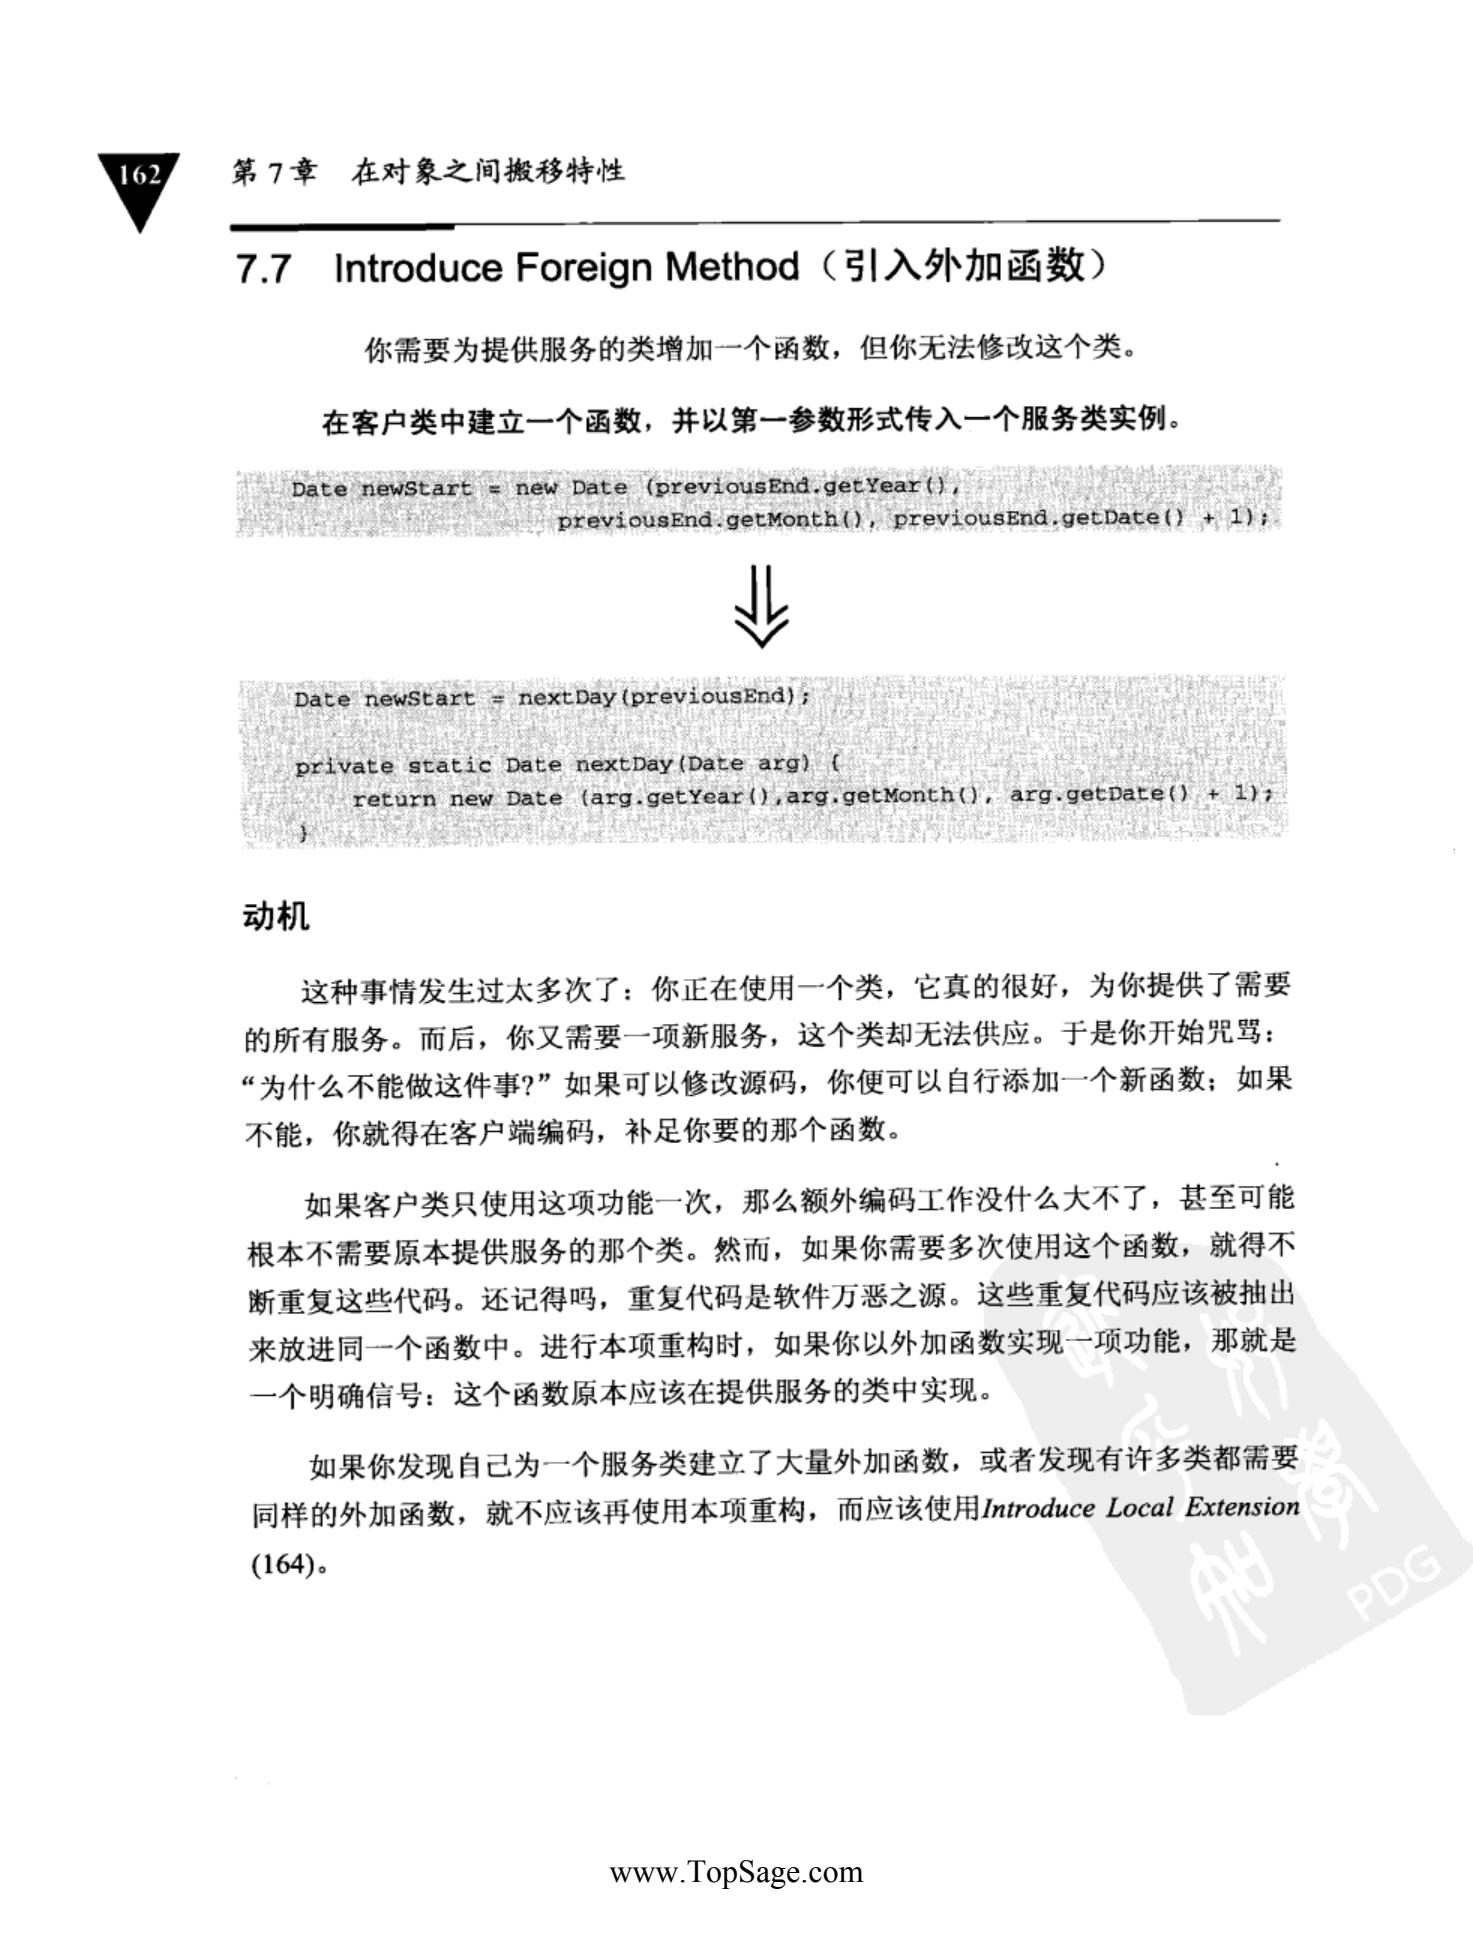 162
第 7 章　在对象之间搬移特性
7.7　Introduce Foreign Method（引入外加函数）
你需要为提供服务的类增加一个函数，但你无法修改这个类。
在客户类中建立一个函数，并以第一参数形式传入一个服务类实例。
Date newStart = new Date (previousEnd.getYear(),
previousEnd.getMonth(), previousEnd.getDate() + 1);
Date newStart = nextDay(previousEnd);
private static Date nextDay(Date arg) {
return new Date (arg.getYear(),arg.getMonth(), arg.getDate() + 1);
}
动机
这种事情发生过太多次了：你正在使用一个类，它真的很好，为你提供了需要
的所有服务。而后，你又需要一项新服务，这个类却无法供应。于是你开始咒骂：
“为什么不能做这件事?”如果可以修改源码，你便可以自行添加一个新函数；如果
不能，你就得在客户端编码，补足你要的那个函数。
如果客户类只使用这项功能一次，那么额外编码工作没什么大不了，甚至可能
根本不需要原本提供服务的那个类。然而，如果你需要多次使用这个函数，就得不
断重复这些代码。还记得吗，重复代码是软件万恶之源。这些重复代码应该被抽出
来放进同一个函数中。进行本项重构时，如果你以外加函数实现一项功能，那就是
一个明确信号：这个函数原本应该在提供服务的类中实现。
如果你发现自己为一个服务类建立了大量外加函数，或者发现有许多类都需要
同样的外加函数，就不应该再使用本项重构，而应该使用Introduce Local Extension
(164)。
PDG
www.TopSage.com